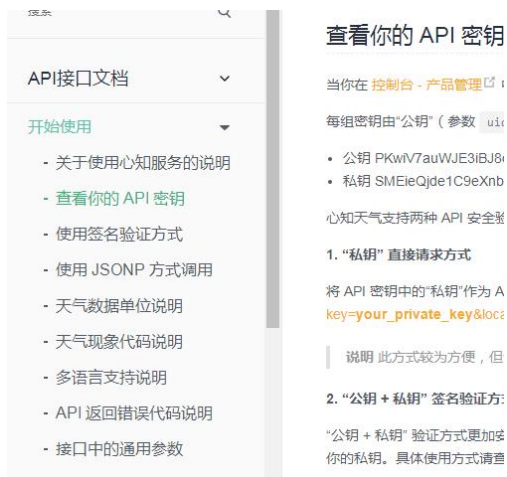 搜索
API接口文档
开始使用
- 关于使用心知服务的说明
- 查看你的 API 密钥
- 使用签名验证方式
- 使用 JSONP 方式调用
- 天气数据单位说明
- 天气现象代码说明
- 多语言支持说明
- API 返回错误代码说明
- 接口中的通用参数
查看你的 API 密钥
当你在 控制台 - 产品管理
每组密钥由“公钥” ( 参数 uid
• 公钥 PKwiV7auWJE3iBJ8
• 私钥 SMEieQjde1C9eXnb
心知天气支持两种 API 安全验
1. “私钥” 直接请求方式
将 API 密钥中的“私钥”作为 A
key=your_private_key&loca
说明 此方式较为方便，但
2. “公钥 + 私钥” 签名验证方
“公钥 + 私钥” 验证方式更加安
你的私钥。具体使用方式请查